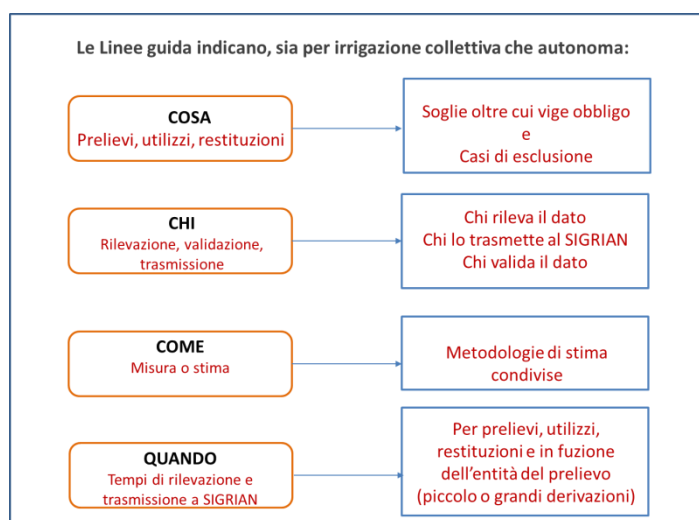 Le Linee guida indicano, sia per irrigazione collettiva che autonoma:
COSA
Prelievi, utilizzi, restituzioni
Soglie oltre cui vige obbligo
e
Casi di esclusione
CHI
Rilevazione, validazione,
trasmissione
Chi rileva il dato
Chi lo trasmette al SIGRIAN
Chi valida il dato
COME
Misura o stima
Metodologie di stima
condivise
QUANDO
Tempi di rilevazione e
trasmissione a SIGRIAN
Per prelievi, utilizzi,
restituzioni e in fuzione
dell'entità del prelievo
(piccolo o grandi derivazioni)